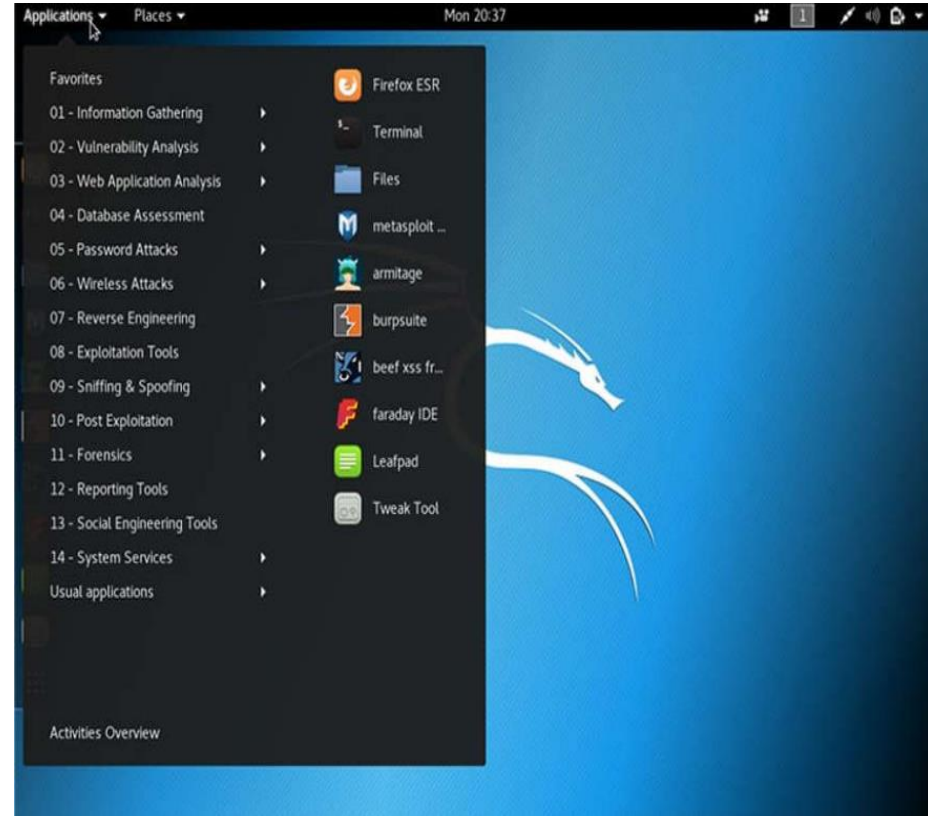 Applications Places Mon 20:37 1
Favorites
01 - Information Gathering
02 - Vulnerability Analysis
03 - Web Application Analysis
04 - Database Assessment
05 - Password Attacks
06 - Wireless Attacks
07 - Reverse Engineering
08 - Exploitation Tools
09 - Sniffing & Spoofing
10 - Post Exploitation
11 - Forensics
12 - Reporting Tools
13 - Social Engineering Tools
14 - System Services
Usual applications
Activities Overview
Firefox ESR
Terminal
Files
metasploit ...
armitage
burpsuite
beef xss fr...
faraday IDE
Leafpad
Tweak Tool